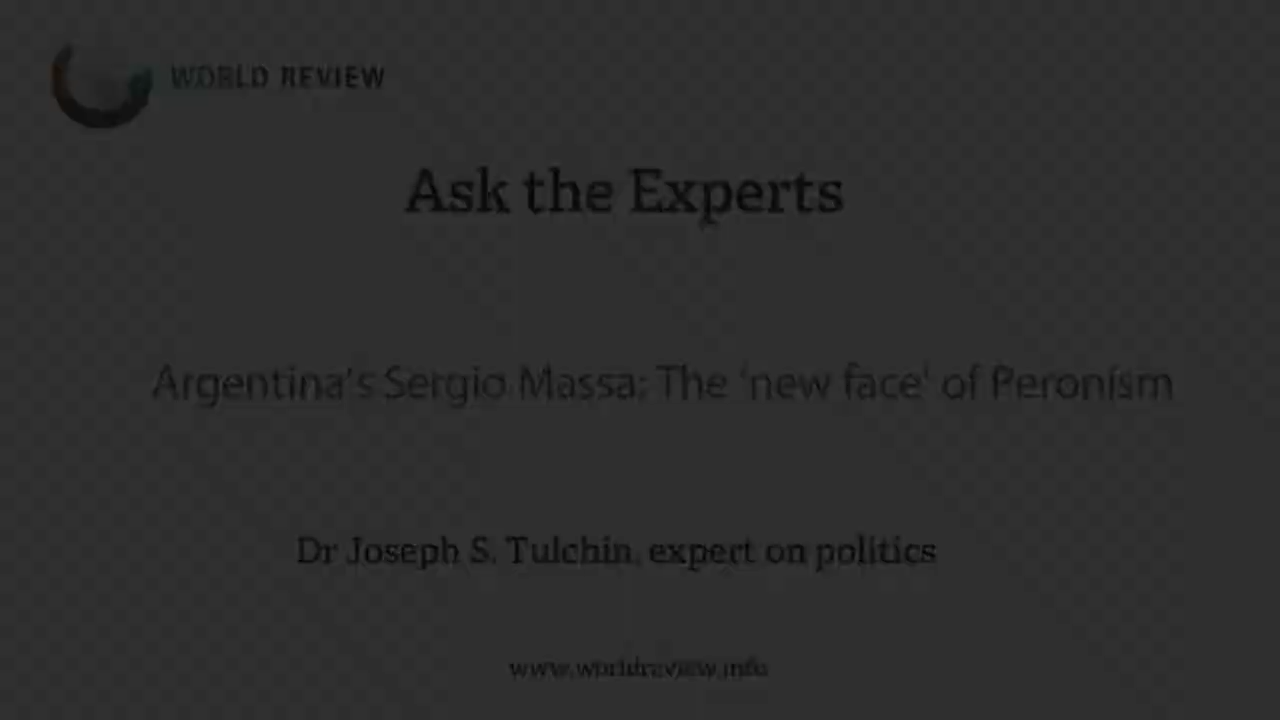 WORLD REVIEW
Ask the Experts
Argentina's Sergio Massa: The 'new face' of Peronism
Dr Joseph S. Tulchin, expert on politics
www.worldreview.info